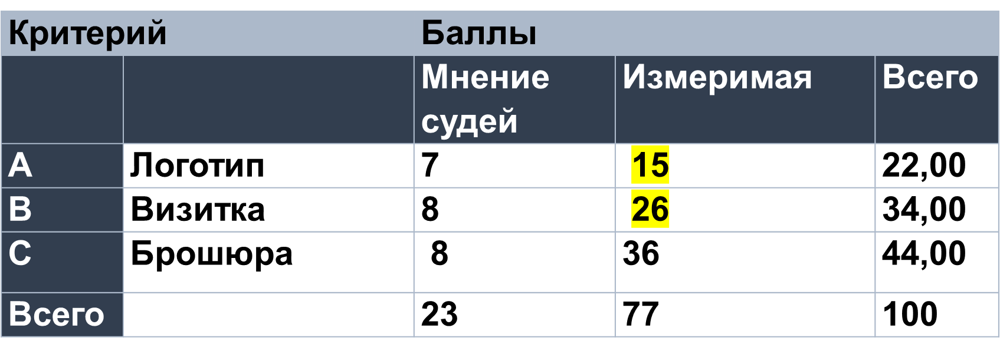 Критерий Баллы
Мнение судей Измеримая Всего
A Логотип 7 15 22,00
B Визитка 8 26 34,00
C Брошюра 8 36 44,00
Всего 23 77 100